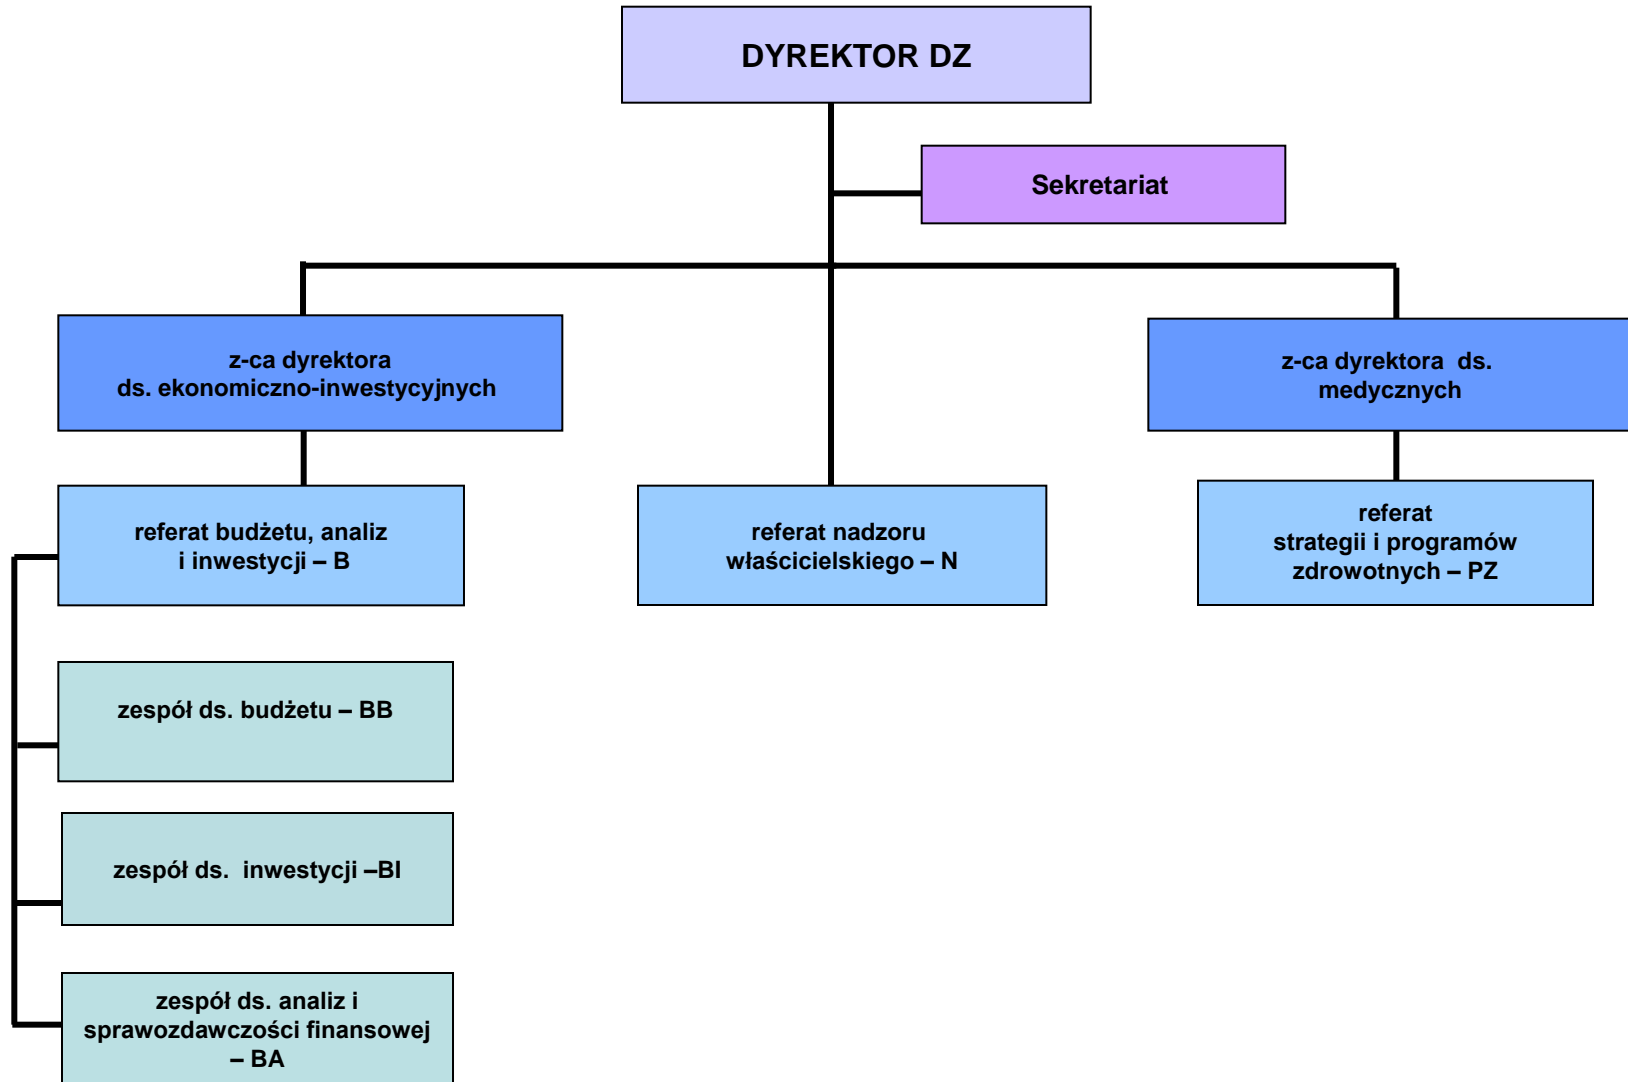 DYREKTOR DZ
Sekretariat
z-ca dyrektora
ds. ekonomiczno-inwestycyjnych
z-ca dyrektora  ds.
medycznych
referat budżetu, analiz
i inwestycji – B
referat nadzoru
właścicielskiego – N
referat
strategii i programów
zdrowotnych – PZ
zespół ds. budżetu – BB
zespół ds.  inwestycji –BI
zespół ds. analiz i
sprawozdawczości finansowej
– BA